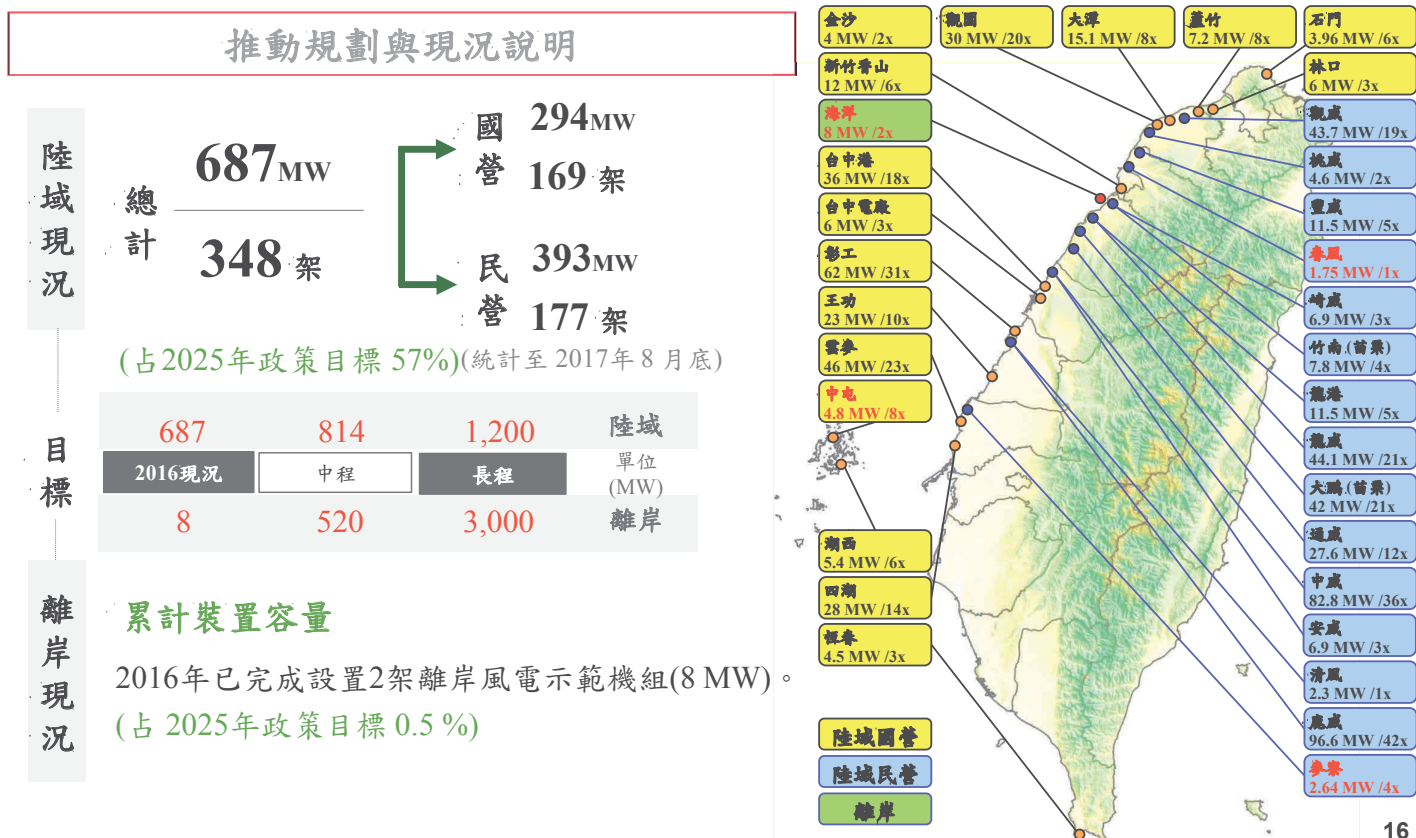 推動規劃與現況說明
陸域現況
總計
687MW
348 架
國營
294MW
169 架
民營
393MW
177 架
(占2025年政策目標 57%)(統計至 2017年 8 月底)
目標
687 814 1,200 陸域
2016現況 中程 長程 單位
(MW)
8 520 3,000 離岸
離岸現況
累計裝置容量
2016年已完成設置2架離岸風電示範機組(8 MW)。
(占 2025年政策目標 0.5 %)
金沙
4 MW /2x
觀園
30 MW /20x
大潭
15.1 MW /8x
蘆竹
7.2 MW /8x
石門
3.96 MW /6x
新竹香山
12 MW /6x
海洋
8 MW /2x
台中港
36 MW /18x
台中電廠
6 MW /3x
彰工
62 MW /31x
王功
23 MW /10x
雲麥
46 MW /23x
中屯
4.8 MW /8x
湖西
5.4 MW /6x
四湖
28 MW /14x
恆春
4.5 MW /3x
陸域國營
陸域民營
離岸
林口
6 MW /3x
觀威
43.7 MW /19x
桃威
4.6 MW /2x
豐威
11.5 MW /5x
春風
1.75 MW /1x
崎威
6.9 MW /3x
竹南(苗栗)
7.8 MW /4x
龍港
11.5 MW /5x
龍威
44.1 MW /21x
大鵬(苗栗)
42 MW /21x
通威
27.6 MW /12x
中威
82.8 MW /36x
安威
6.9 MW /3x
清風
2.3 MW /1x
鹿威
96.6 MW /42x
麥寮
2.64 MW /4x
16